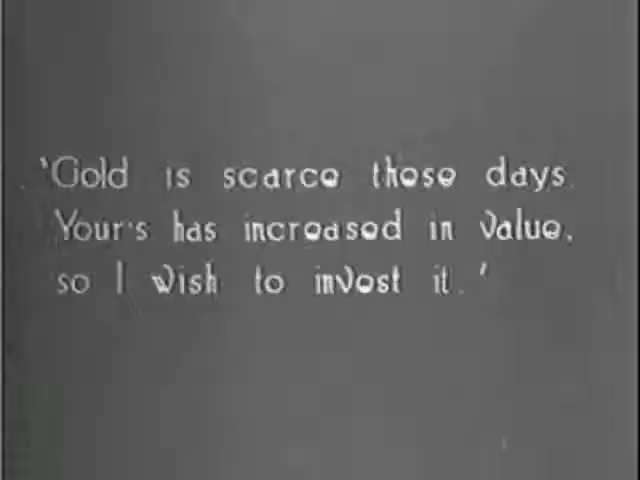 'Gold is scarce these days.
Your's has increased in value,
so I wish to invest it.'